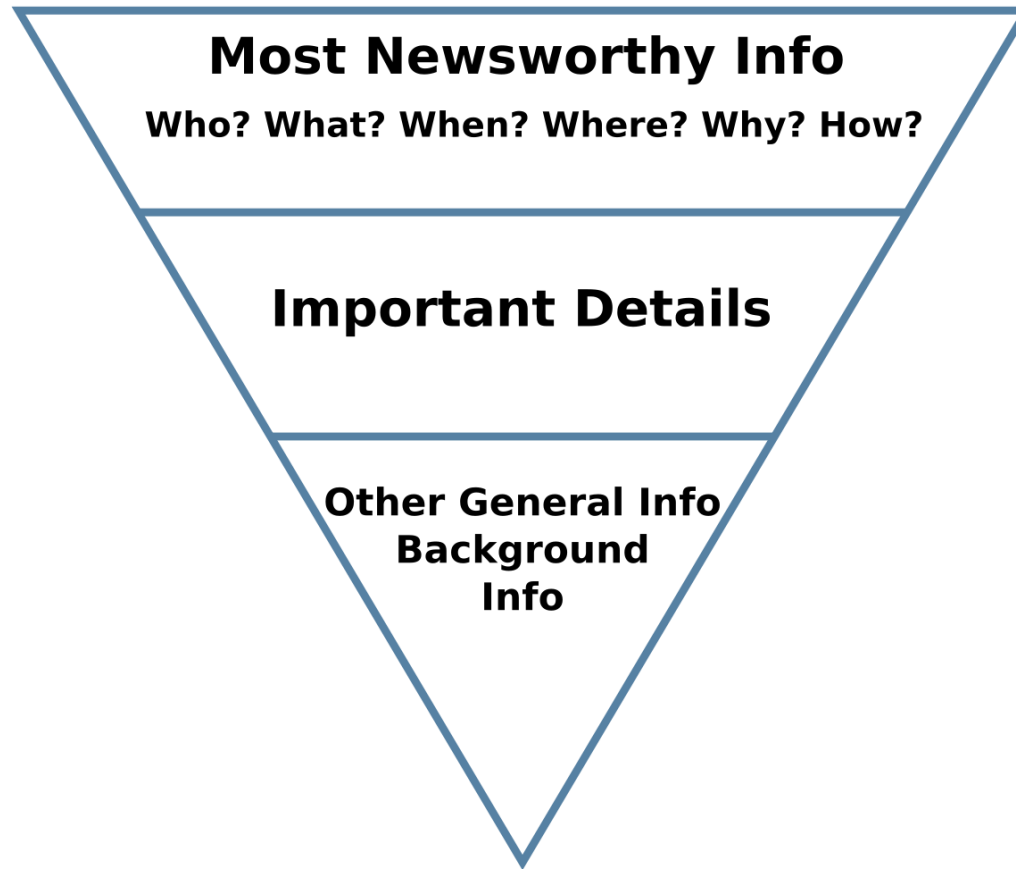 Most Newsworthy Info
Who? What? When? Where? Why? How?
Important Details
Other General Info
Background
Info